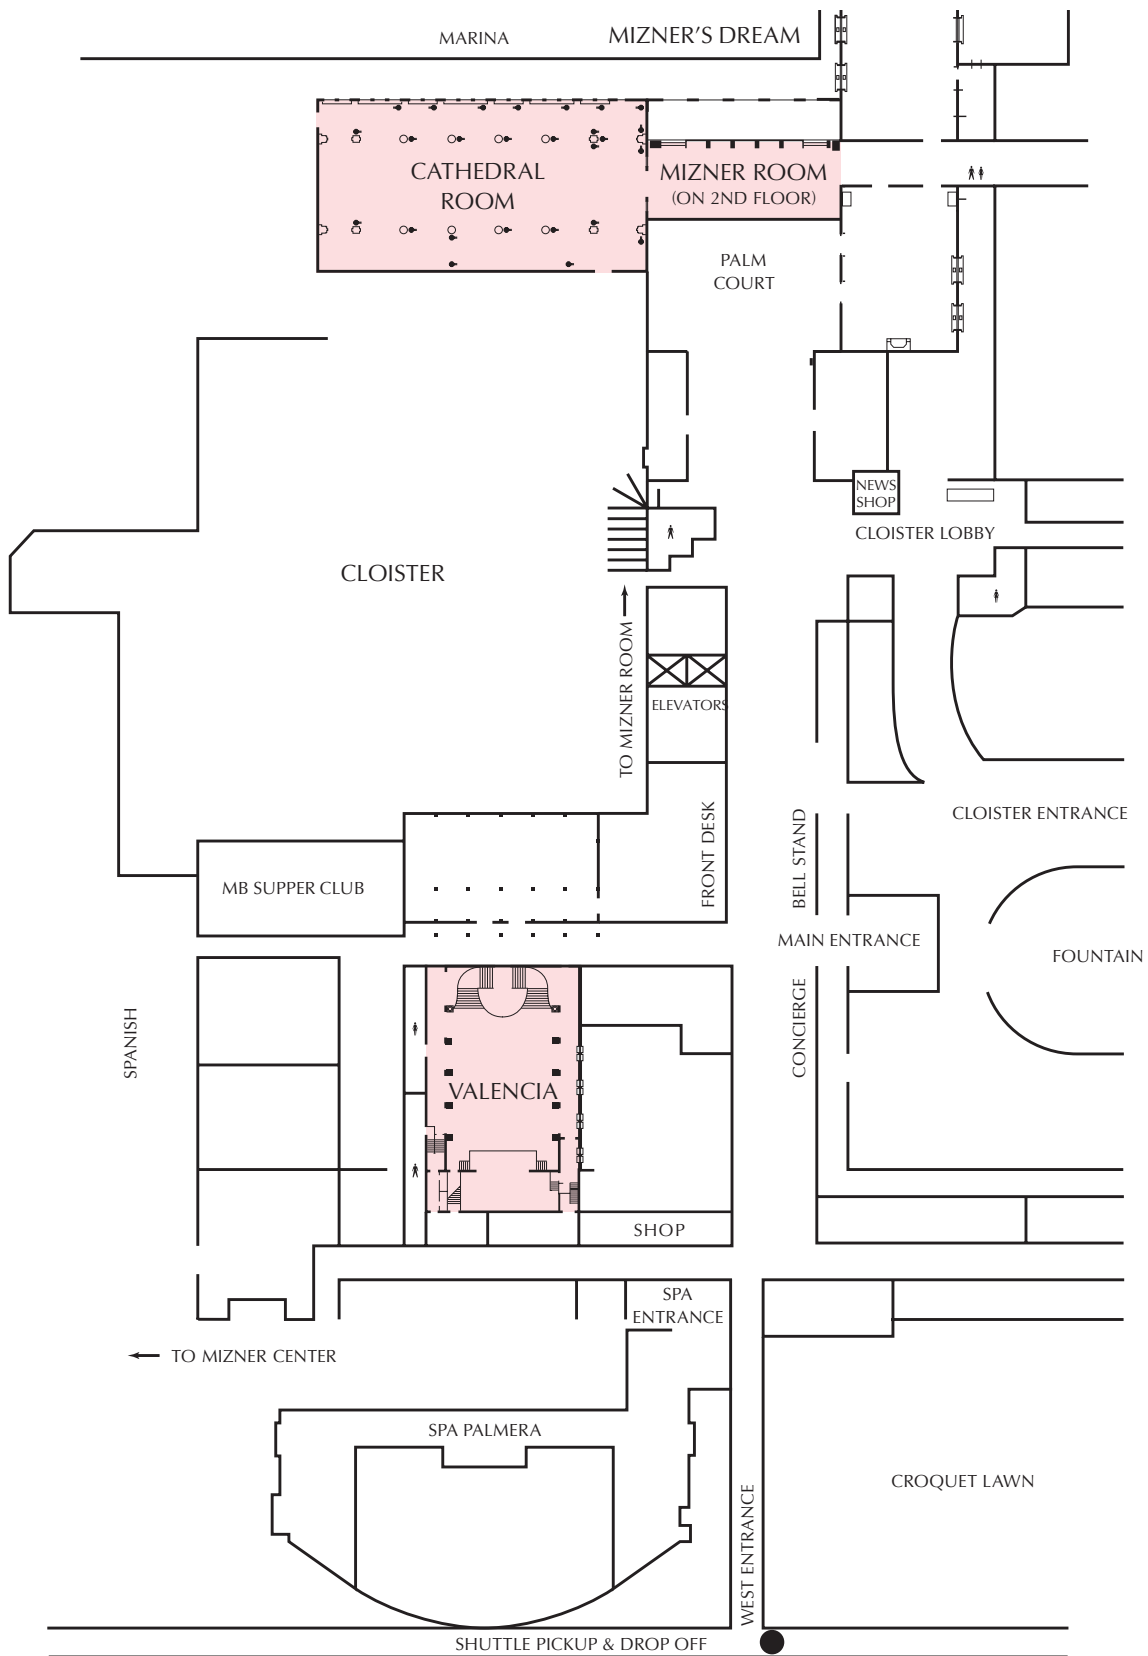 MARINA
MIZNER'S DREAM
CATHEDRAL
ROOM
MIZNER ROOM
(ON 2ND FLOOR)
PALM
COURT
NEWS
SHOP
CLOISTER LOBBY
CLOISTER
TO MIZNER ROOM
ELEVATORS
FRONT DESK
BELL STAND
CLOISTER ENTRANCE
MB SUPPER CLUB
MAIN ENTRANCE
FOUNTAIN
SPANISH
CONCIERGE
VALENCIA
SHOP
SPA
ENTRANCE
TO MIZNER CENTER
SPA PALMERA
CROQUET LAWN
WEST ENTRANCE
SHUTTLE PICKUP & DROP OFF